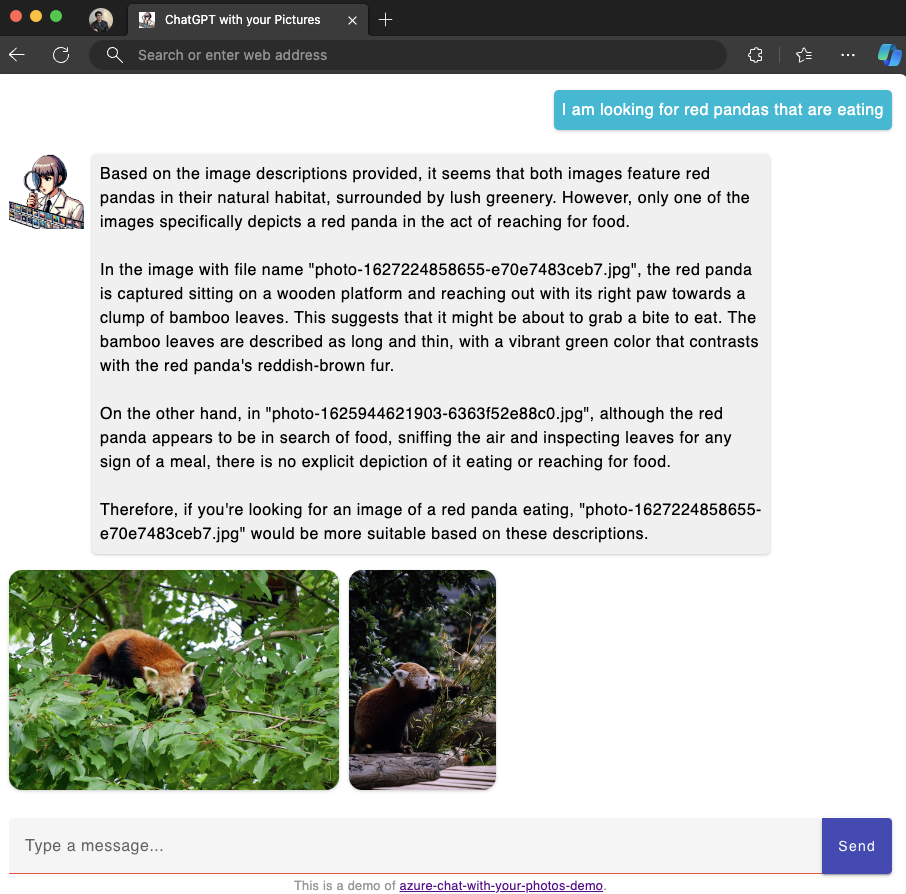 ChatGPT with your Pictures
Search or enter web address
I am looking for red pandas that are eating
Based on the image descriptions provided, it seems that both images feature red
pandas in their natural habitat, surrounded by lush greenery. However, only one of the
images specifically depicts a red panda in the act of reaching for food.
In the image with file name "photo-1627224858655-e70e7483ceb7.jpg", the red panda
is captured sitting on a wooden platform and reaching out with its right paw towards a
clump of bamboo leaves. This suggests that it might be about to grab a bite to eat. The
bamboo leaves are described as long and thin, with a vibrant green color that contrasts
with the red panda's reddish-brown fur.
On the other hand, in "photo-1625944621903-6363f52e88c0.jpg", although the red
panda appears to be in search of food, sniffing the air and inspecting leaves for any
sign of a meal, there is no explicit depiction of it eating or reaching for food.
Therefore, if you're looking for an image of a red panda eating, "photo-1627224858655-
e70e7483ceb7.jpg" would be more suitable based on these descriptions.
Type a message...
Send
This is a demo of azure-chat-with-your-photos-demo.